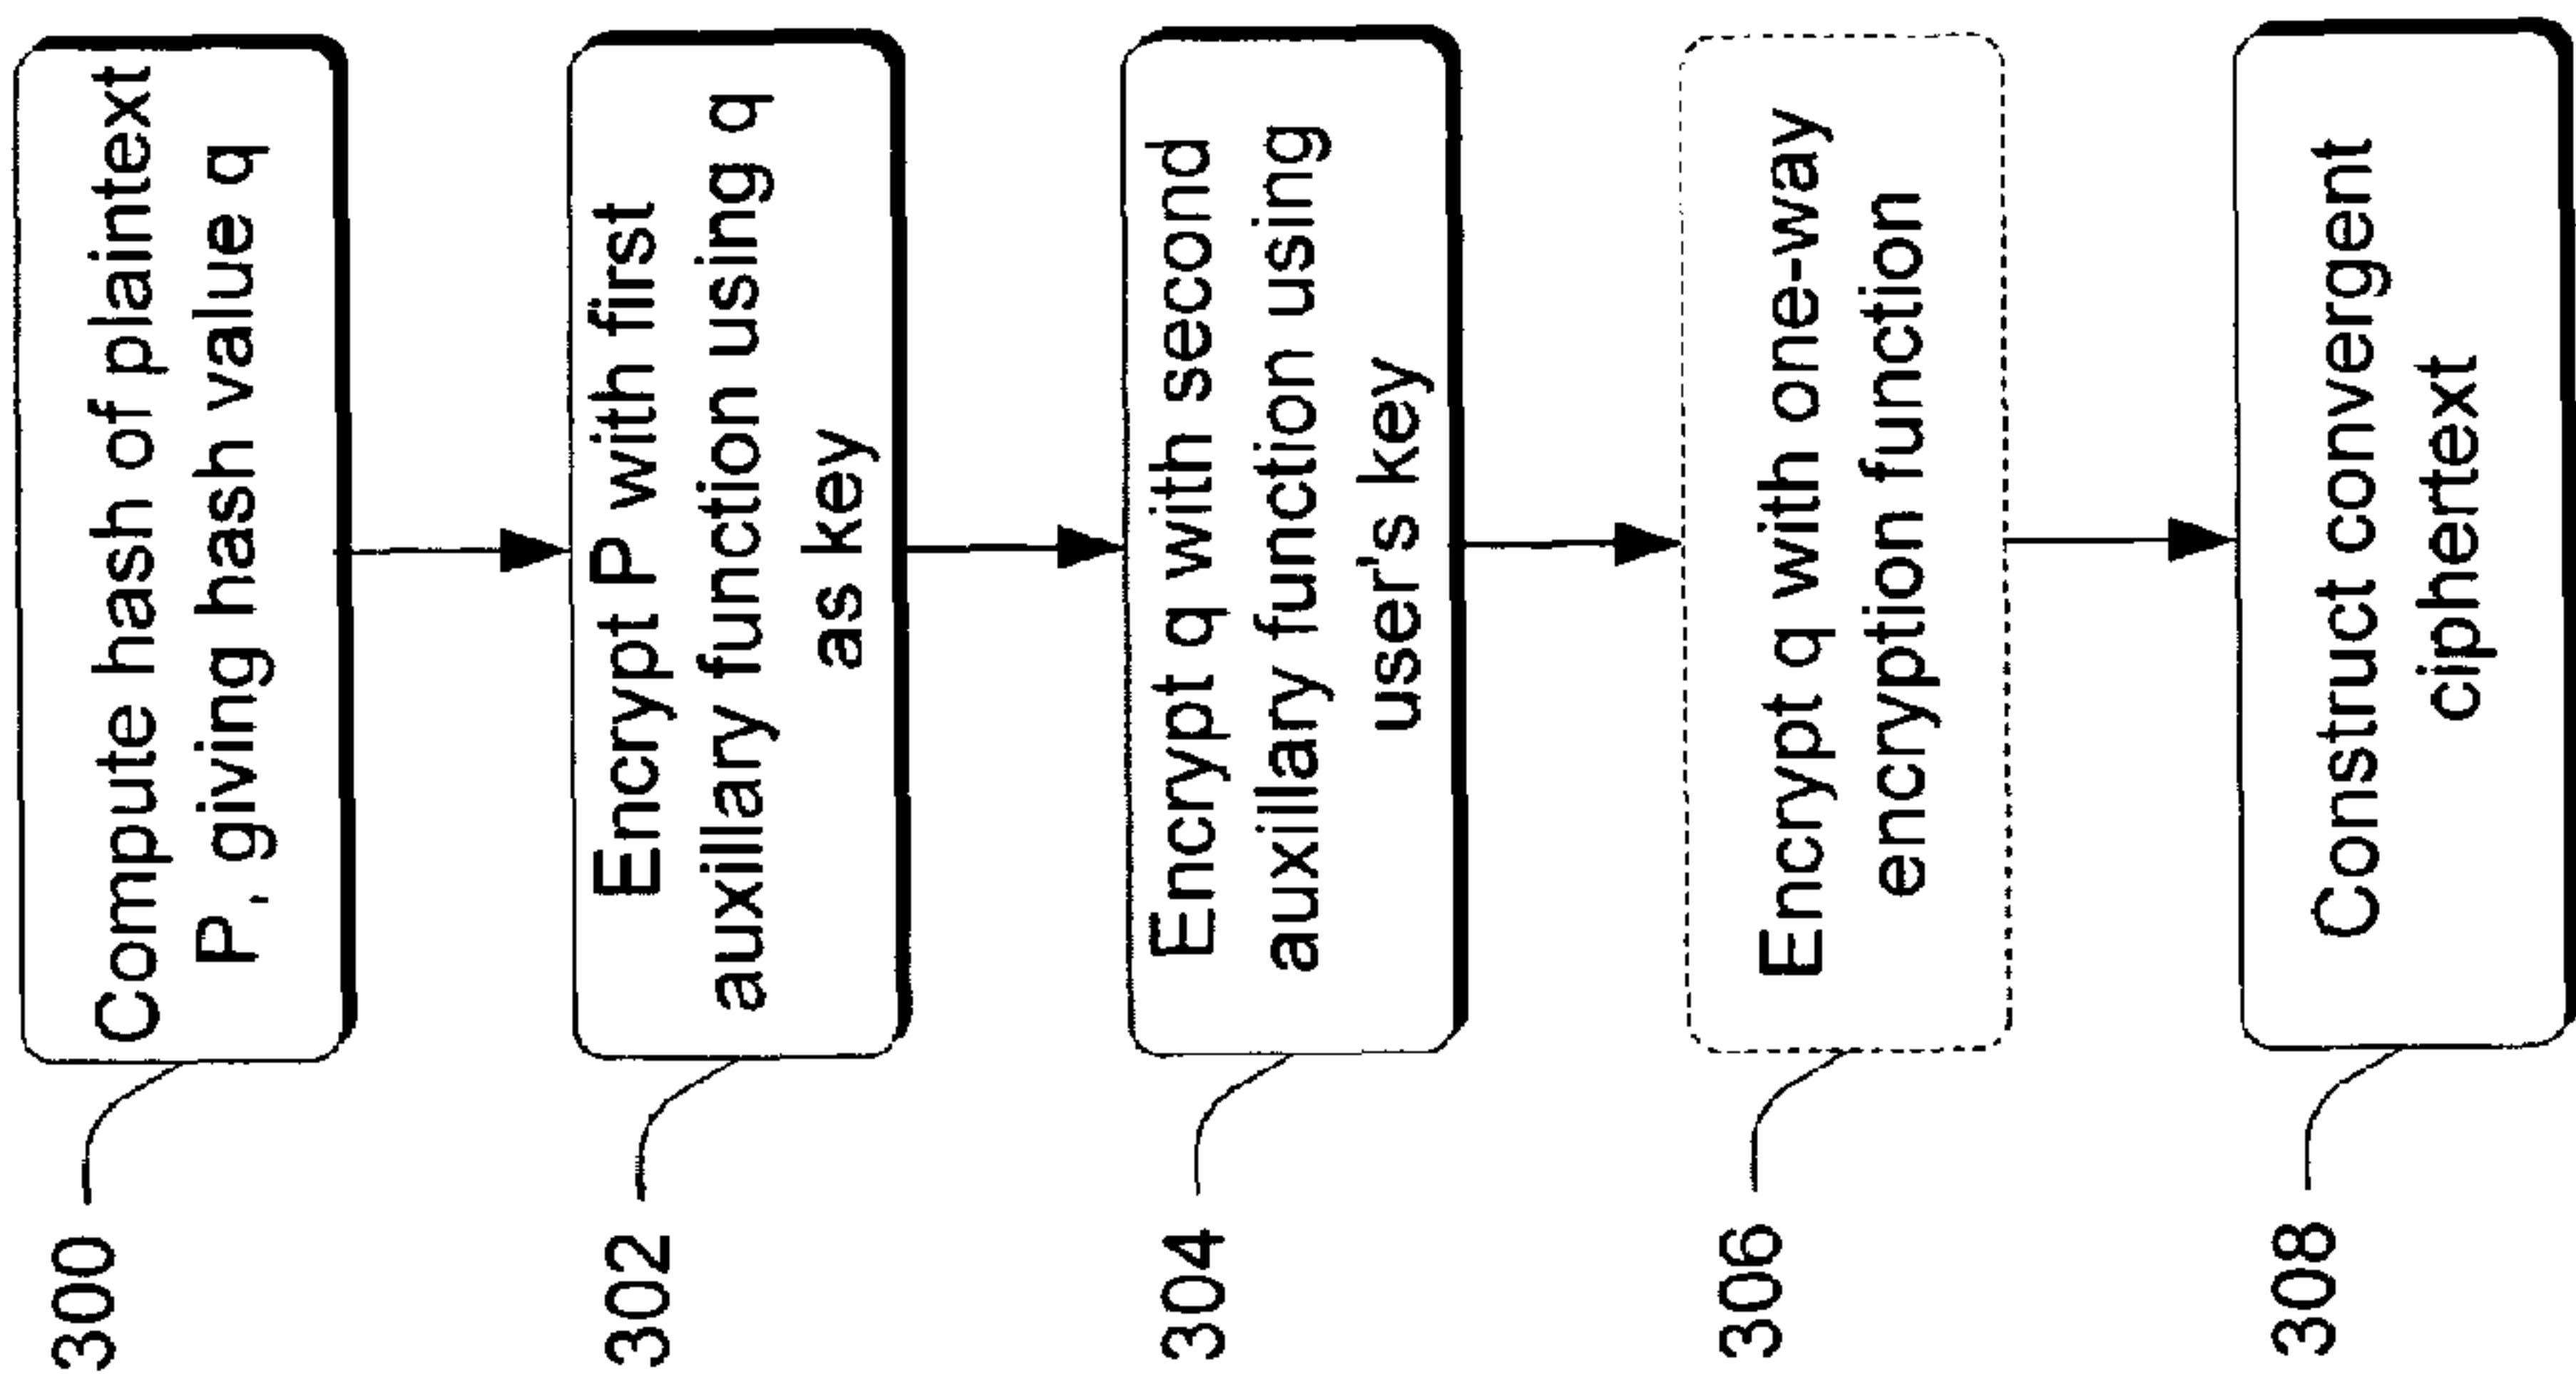 300
Compute hash of plaintext
P, giving hash value q
302
Encrypt P with first
auxillary function using q
as key
304
Encrypt q with second
auxillary function using
user's key
306
Encrypt q with one-way
encryption function
308
Construct convergent
ciphertext